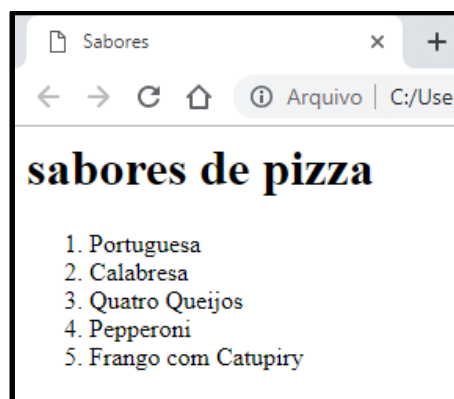 Sabores
Arquivo | C:/Use
sabores de pizza
1. Portuguesa
2. Calabresa
3. Quatro Queijos
4. Pepperoni
5. Frango com Catupiry